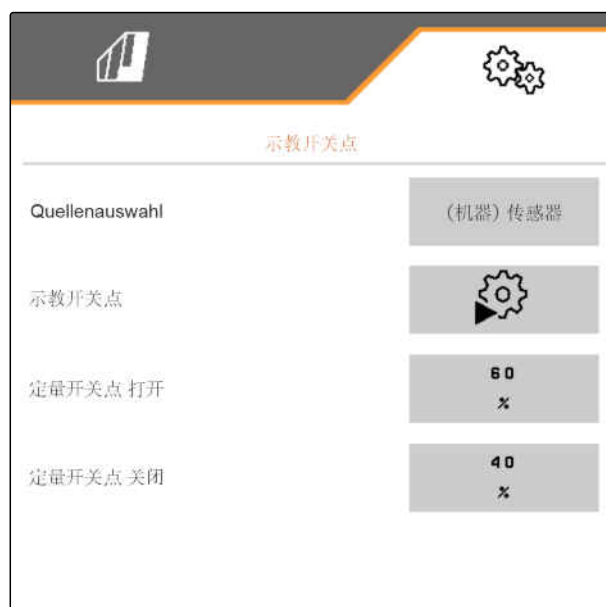 示教开关点
Quellenauswahl
(机器) 传感器
示教开关点
定量开关点 打开
60
%
定量开关点 关闭
40
%